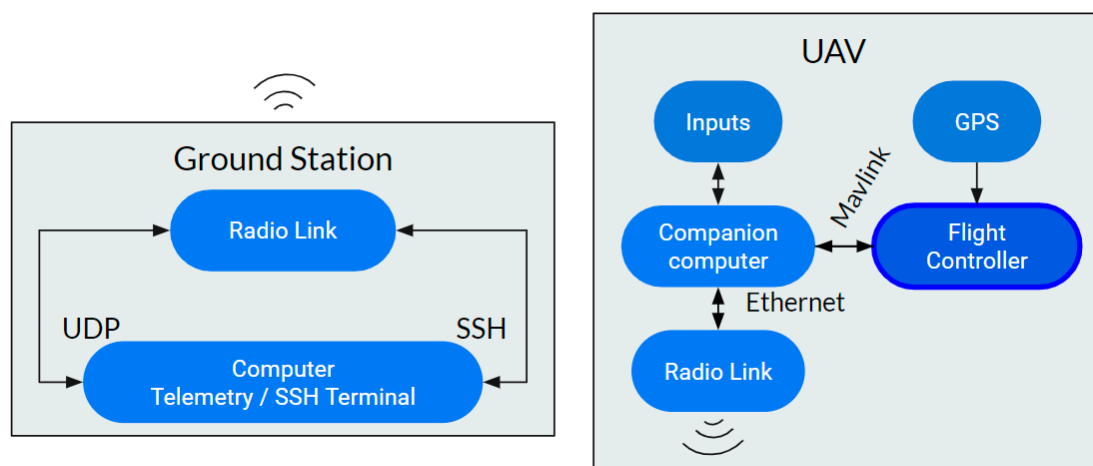 Ground Station
Radio Link
UDP
SSH
Computer
Telemetry / SSH Terminal
UAV
Inputs
GPS
Mavlink
Companion
computer
Flight
Controller
Ethernet
Radio Link